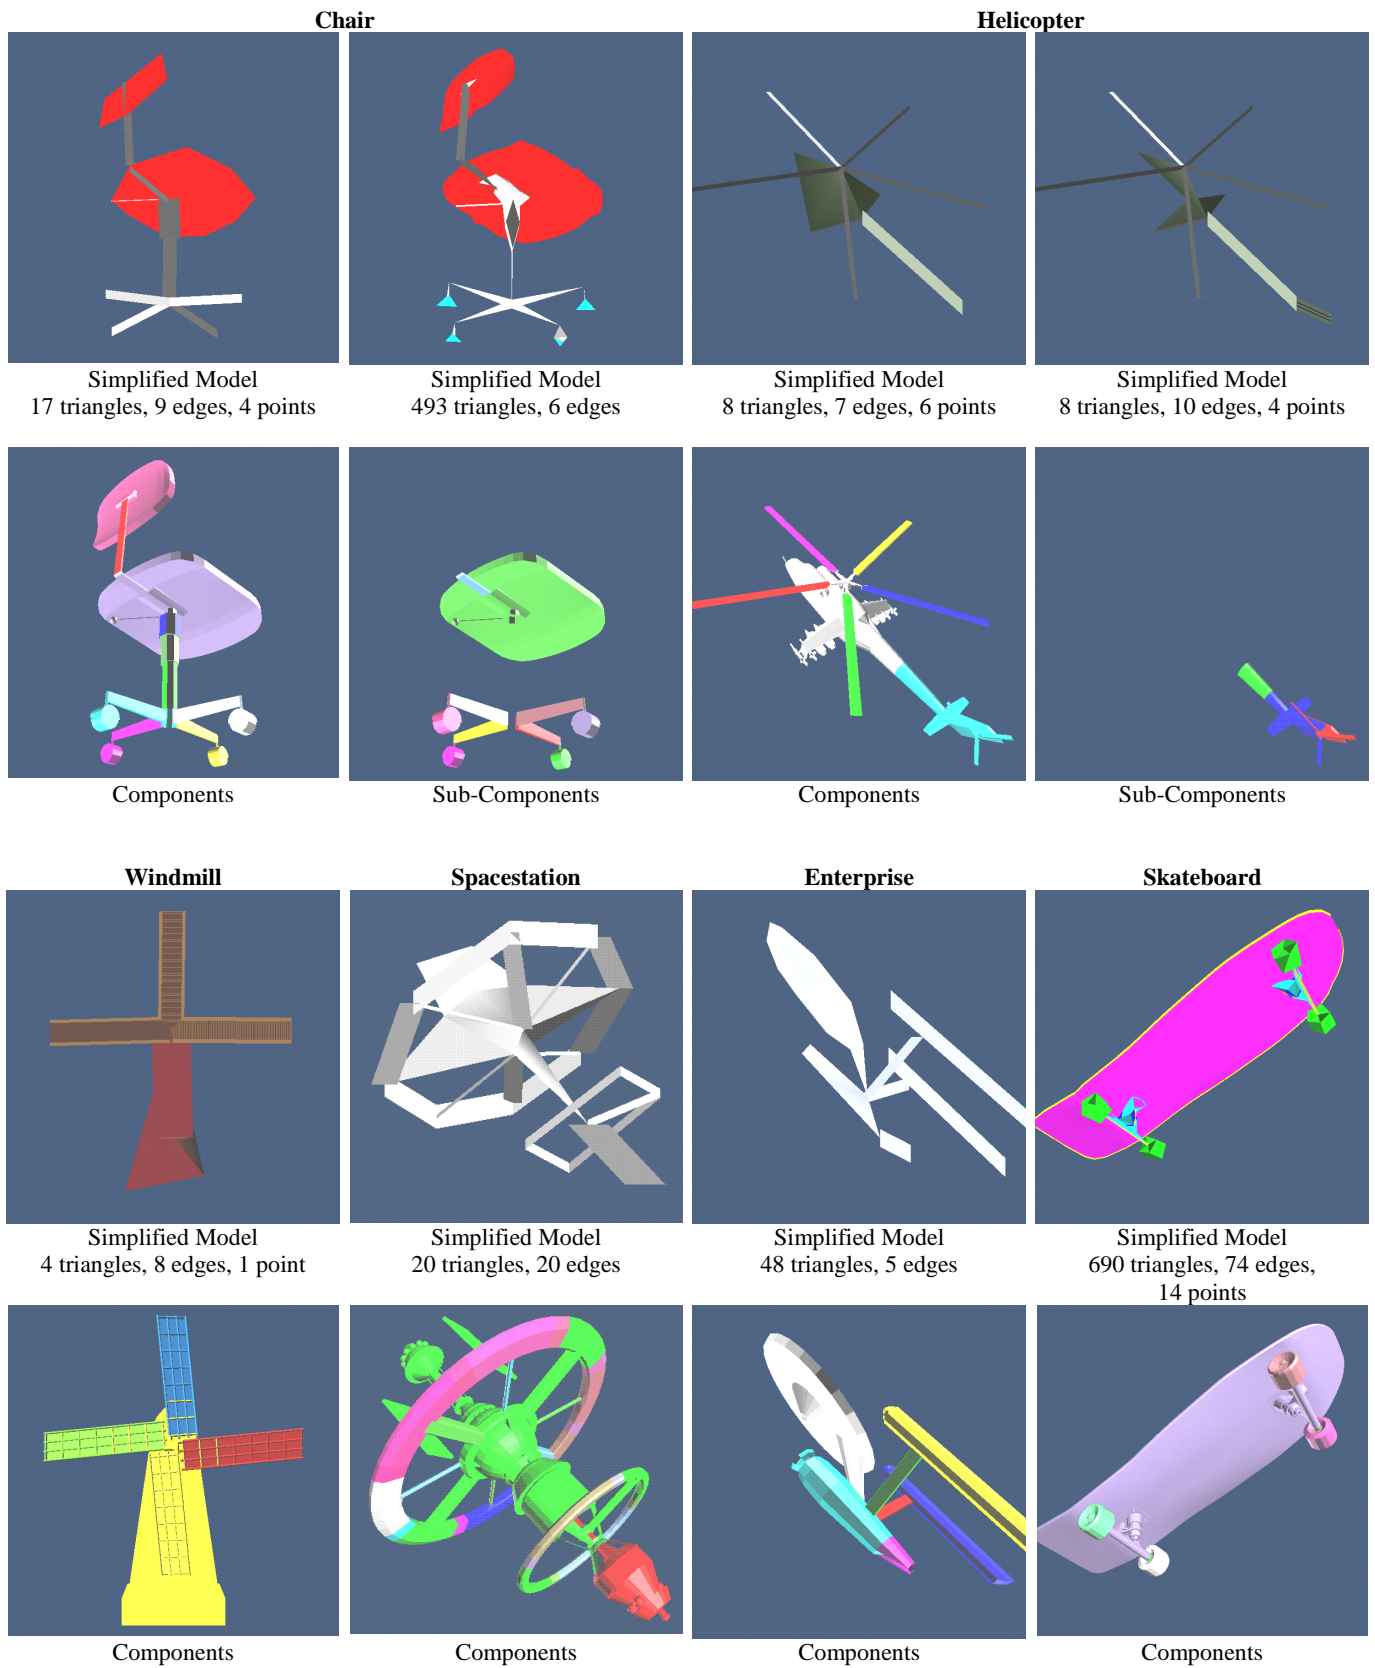 Chair
Helicopter
Simplified Model
17 triangles, 9 edges, 4 points
Simplified Model
493 triangles, 6 edges
Simplified Model
8 triangles, 7 edges, 6 points
Simplified Model
8 triangles, 10 edges, 4 points
Components
Sub-Components
Components
Sub-Components
Windmill
Spacestation
Enterprise
Skateboard
Simplified Model
4 triangles, 8 edges, 1 point
Simplified Model
20 triangles, 20 edges
Simplified Model
48 triangles, 5 edges
Simplified Model
690 triangles, 74 edges,
14 points
Components
Components
Components
Components